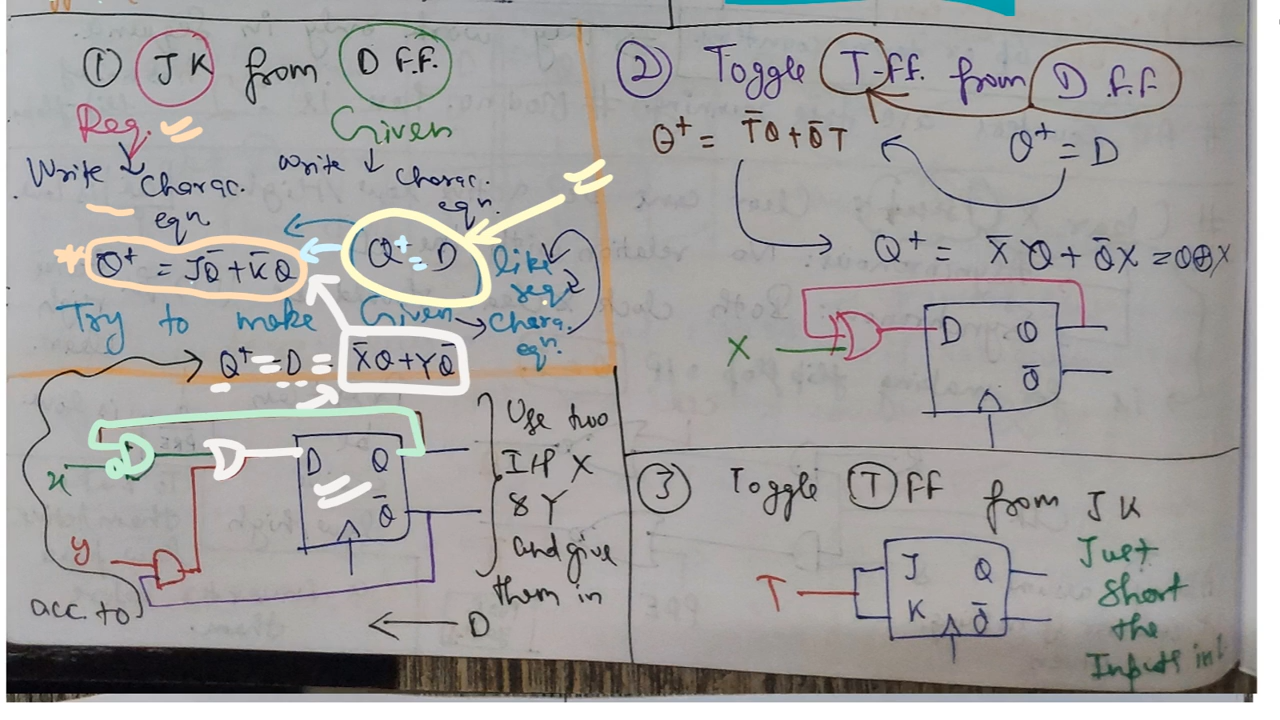 ① JK from D F.F.
Req. Given
Write charac. eqn
Write charac. eqn.
Q⁺ = JQ̄ + K̄Q
Q⁺ = D
like req. chara. eqn.
Try to make Given
Q⁺ = D = X̄Q + YQ̄
x
y
D Q
Q̄
acc. to
Use two
I/P X
& Y
and give
them in
D
② Toggle T-FF. from D F.F
Q⁺ = T̄Q + Q̄T
Q⁺ = D
Q⁺ = X̄Q + Q̄X = Q⊕X
X
D Q
Q̄
③ Toggle T FF from JK
T
J Q
K Q̄
Just
Short
the
Inputs